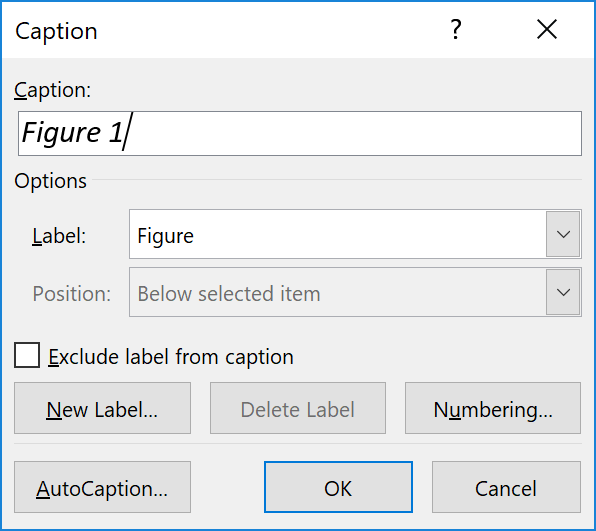 Caption ?
Caption:
Figure 1
Options
Label: Figure
Position: Below selected item
Exclude label from caption
New Label... Delete Label Numbering...
AutoCaption... OK Cancel